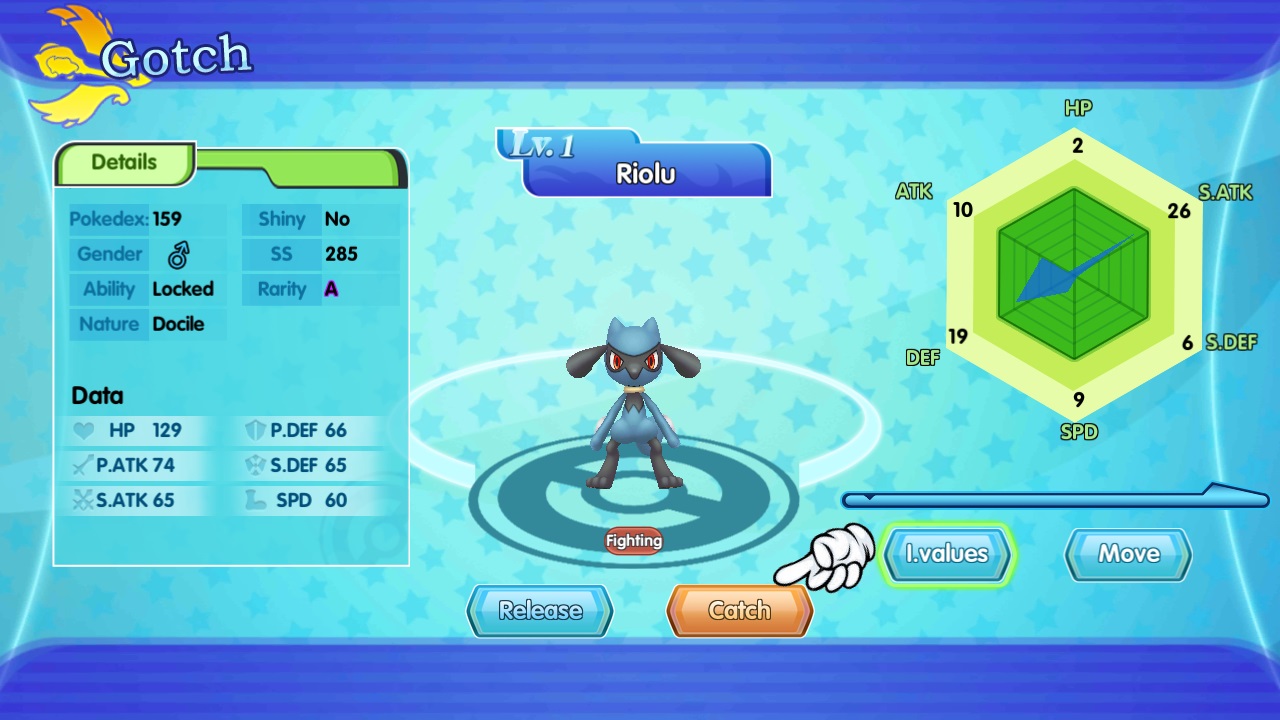 Gotch
Details
Pokedex: 159
Shiny No
Gender ♂
SS 285
Ability Locked
Rarity A
Nature Docile
Data
HP 129
P.DEF 66
P.ATK 74
S.DEF 65
S.ATK 65
SPD 60
Lv. 1
Riolu
Fighting
Release
Catch
HP
2
ATK
10
S.ATK
26
DEF
19
S.DEF
6
9
SPD
I.values
Move